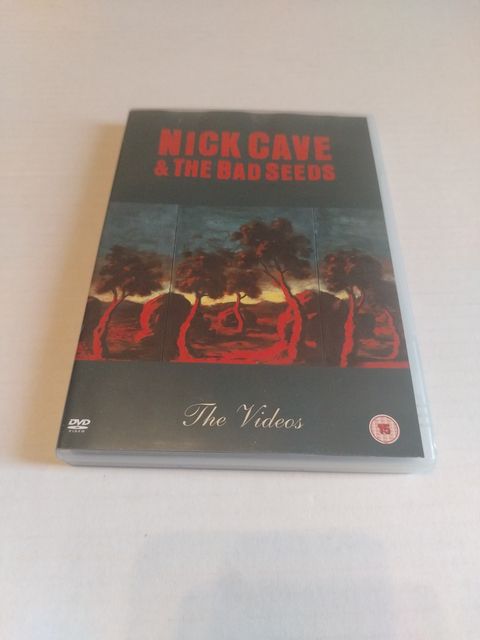 NICK CAVE
& THE BAD SEEDS
The Videos
DVD
VIDEO
15